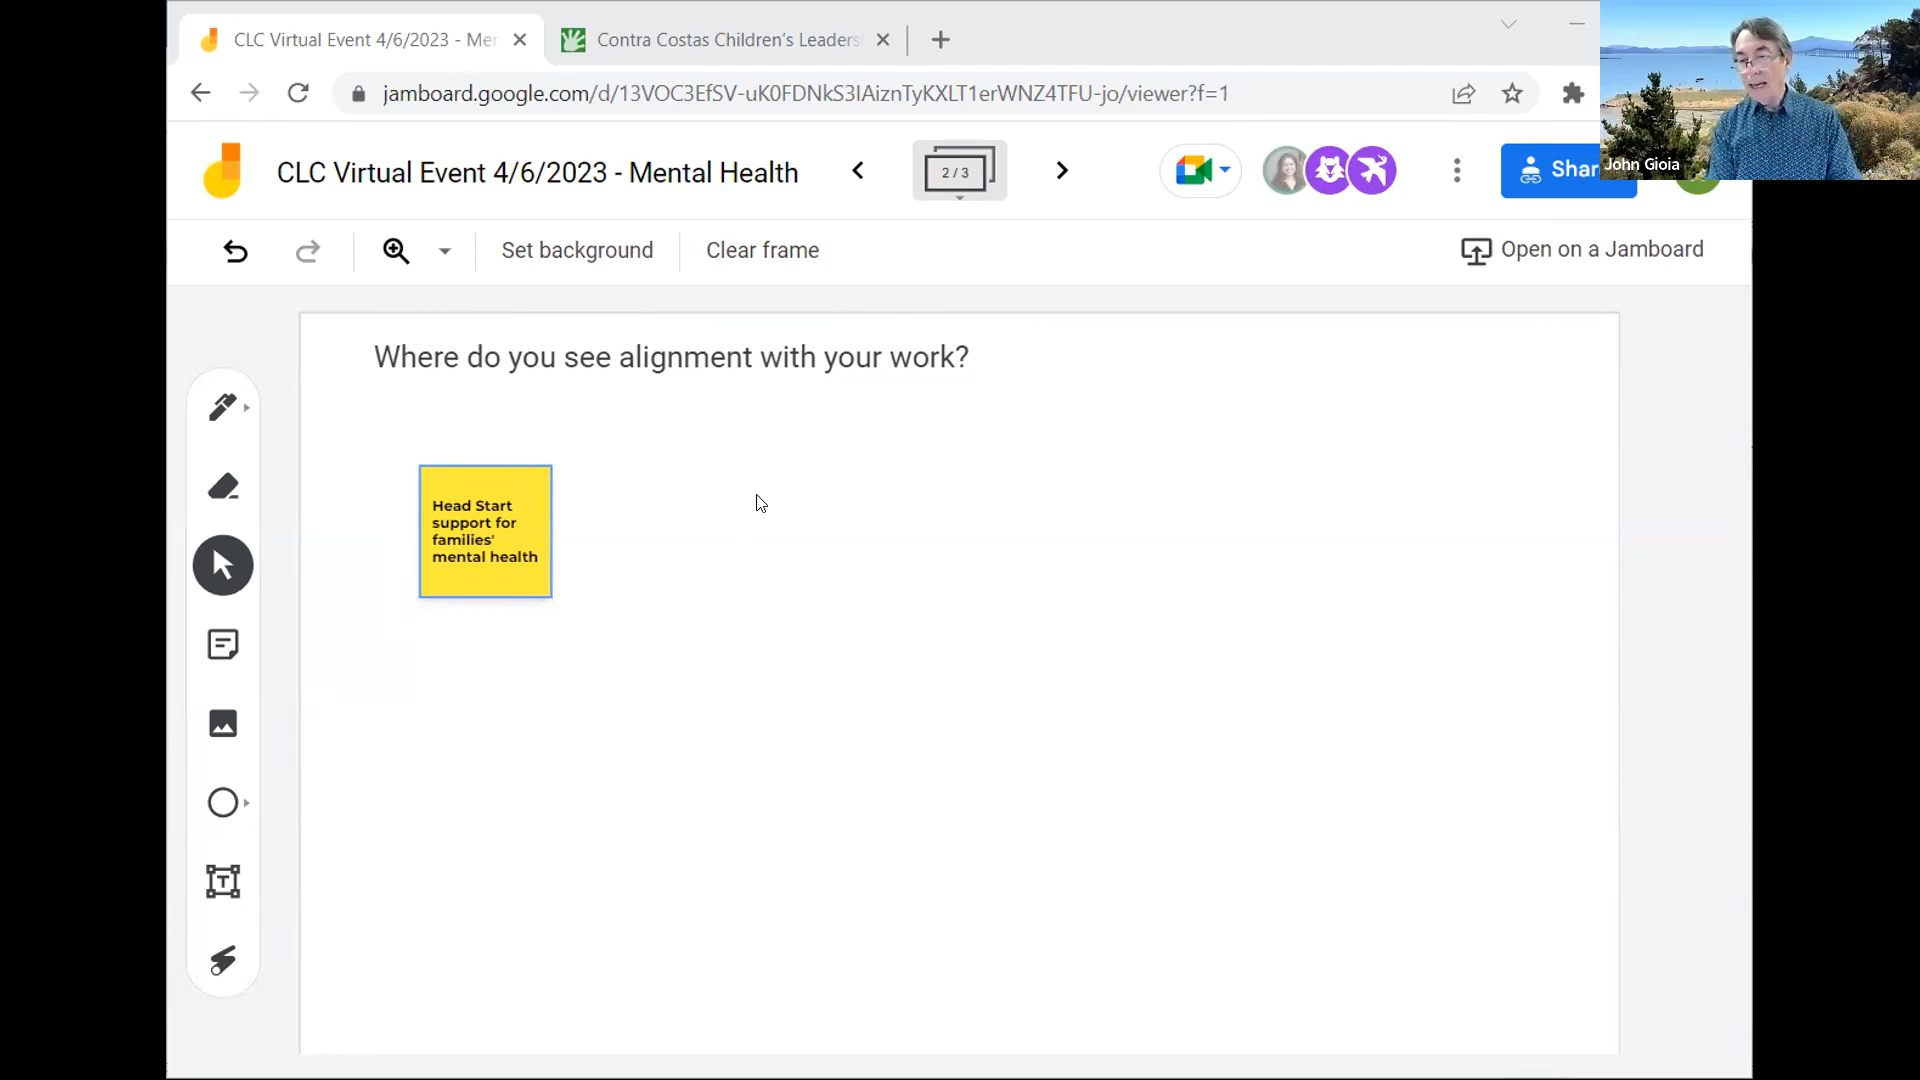 CLC Virtual Event 4/6/2023 - Mer
Contra Costas Children's Leaders
jamboard.google.com/d/13VOC3EfSV-uK0FDNkS3IAiznTyKXLT1erWNZ4TFU-jo/viewer?f=1
CLC Virtual Event 4/6/2023 - Mental Health
2 / 3
Shar
John Gioia
Set background
Clear frame
Open on a Jamboard
Where do you see alignment with your work?
Head Start
support for
families'
mental health